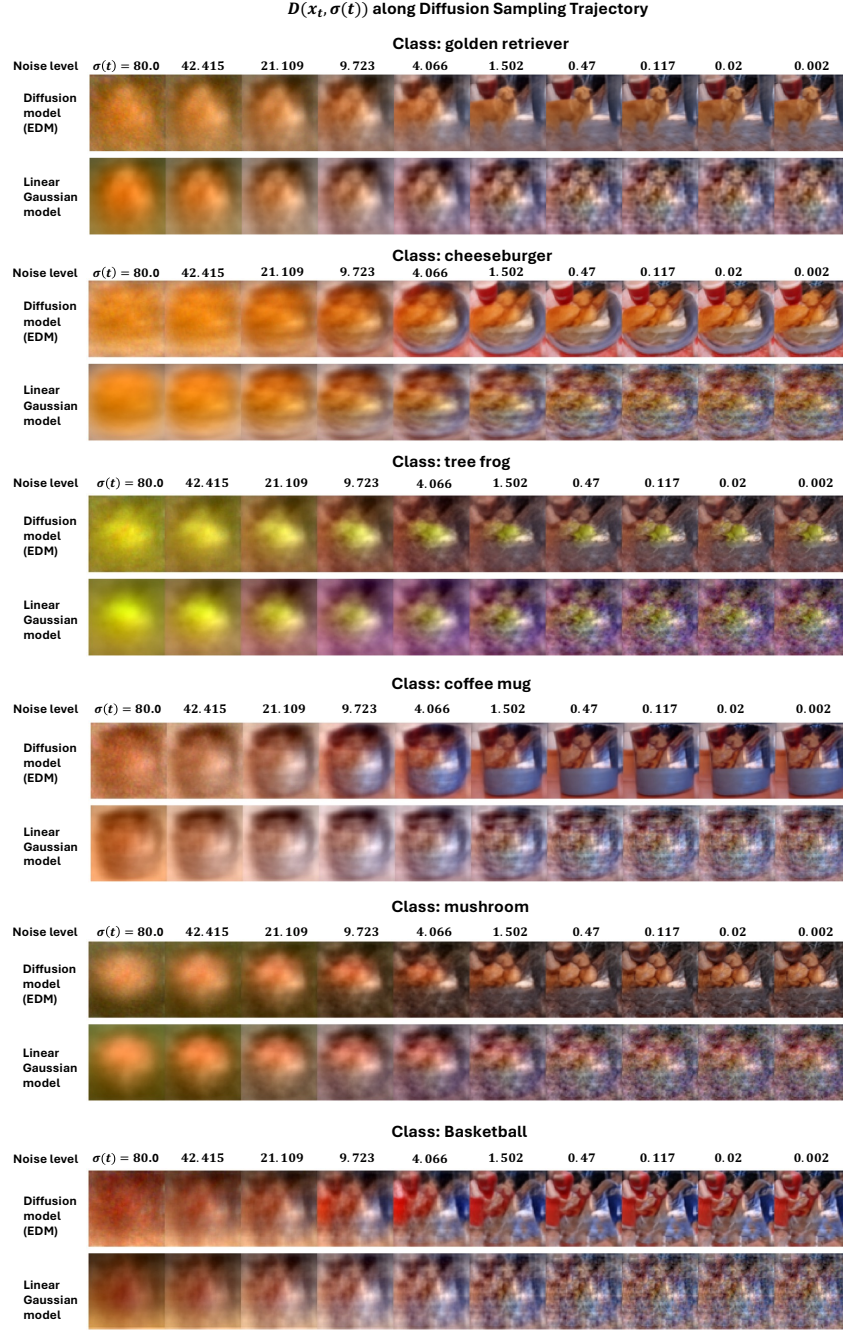 D(x_t, σ(t)) along Diffusion Sampling Trajectory
Class: golden retriever
Noise level σ(t) = 80.0 42.415 21.109 9.723 4.066 1.502 0.47 0.117 0.02 0.002
Diffusion
model
(EDM)
Linear
Gaussian
model
Class: cheeseburger
Noise level σ(t) = 80.0 42.415 21.109 9.723 4.066 1.502 0.47 0.117 0.02 0.002
Diffusion
model
(EDM)
Linear
Gaussian
model
Class: tree frog
Noise level σ(t) = 80.0 42.415 21.109 9.723 4.066 1.502 0.47 0.117 0.02 0.002
Diffusion
model
(EDM)
Linear
Gaussian
model
Class: coffee mug
Noise level σ(t) = 80.0 42.415 21.109 9.723 4.066 1.502 0.47 0.117 0.02 0.002
Diffusion
model
(EDM)
Linear
Gaussian
model
Class: mushroom
Noise level σ(t) = 80.0 42.415 21.109 9.723 4.066 1.502 0.47 0.117 0.02 0.002
Diffusion
model
(EDM)
Linear
Gaussian
model
Class: Basketball
Noise level σ(t) = 80.0 42.415 21.109 9.723 4.066 1.502 0.47 0.117 0.02 0.002
Diffusion
model
(EDM)
Linear
Gaussian
model